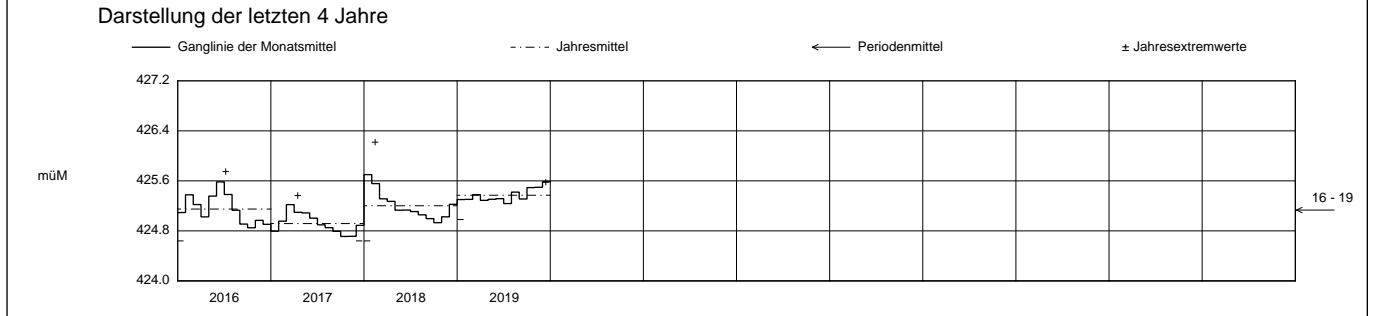 Darstellung der letzten 4 Jahre
Ganglinie der Monatsmittel Jahresmittel Periodenmittel ± Jahresextremwerte
427.2
426.4
müM 425.6
16 - 19
424.8
424.0
2016 2017 2018 2019